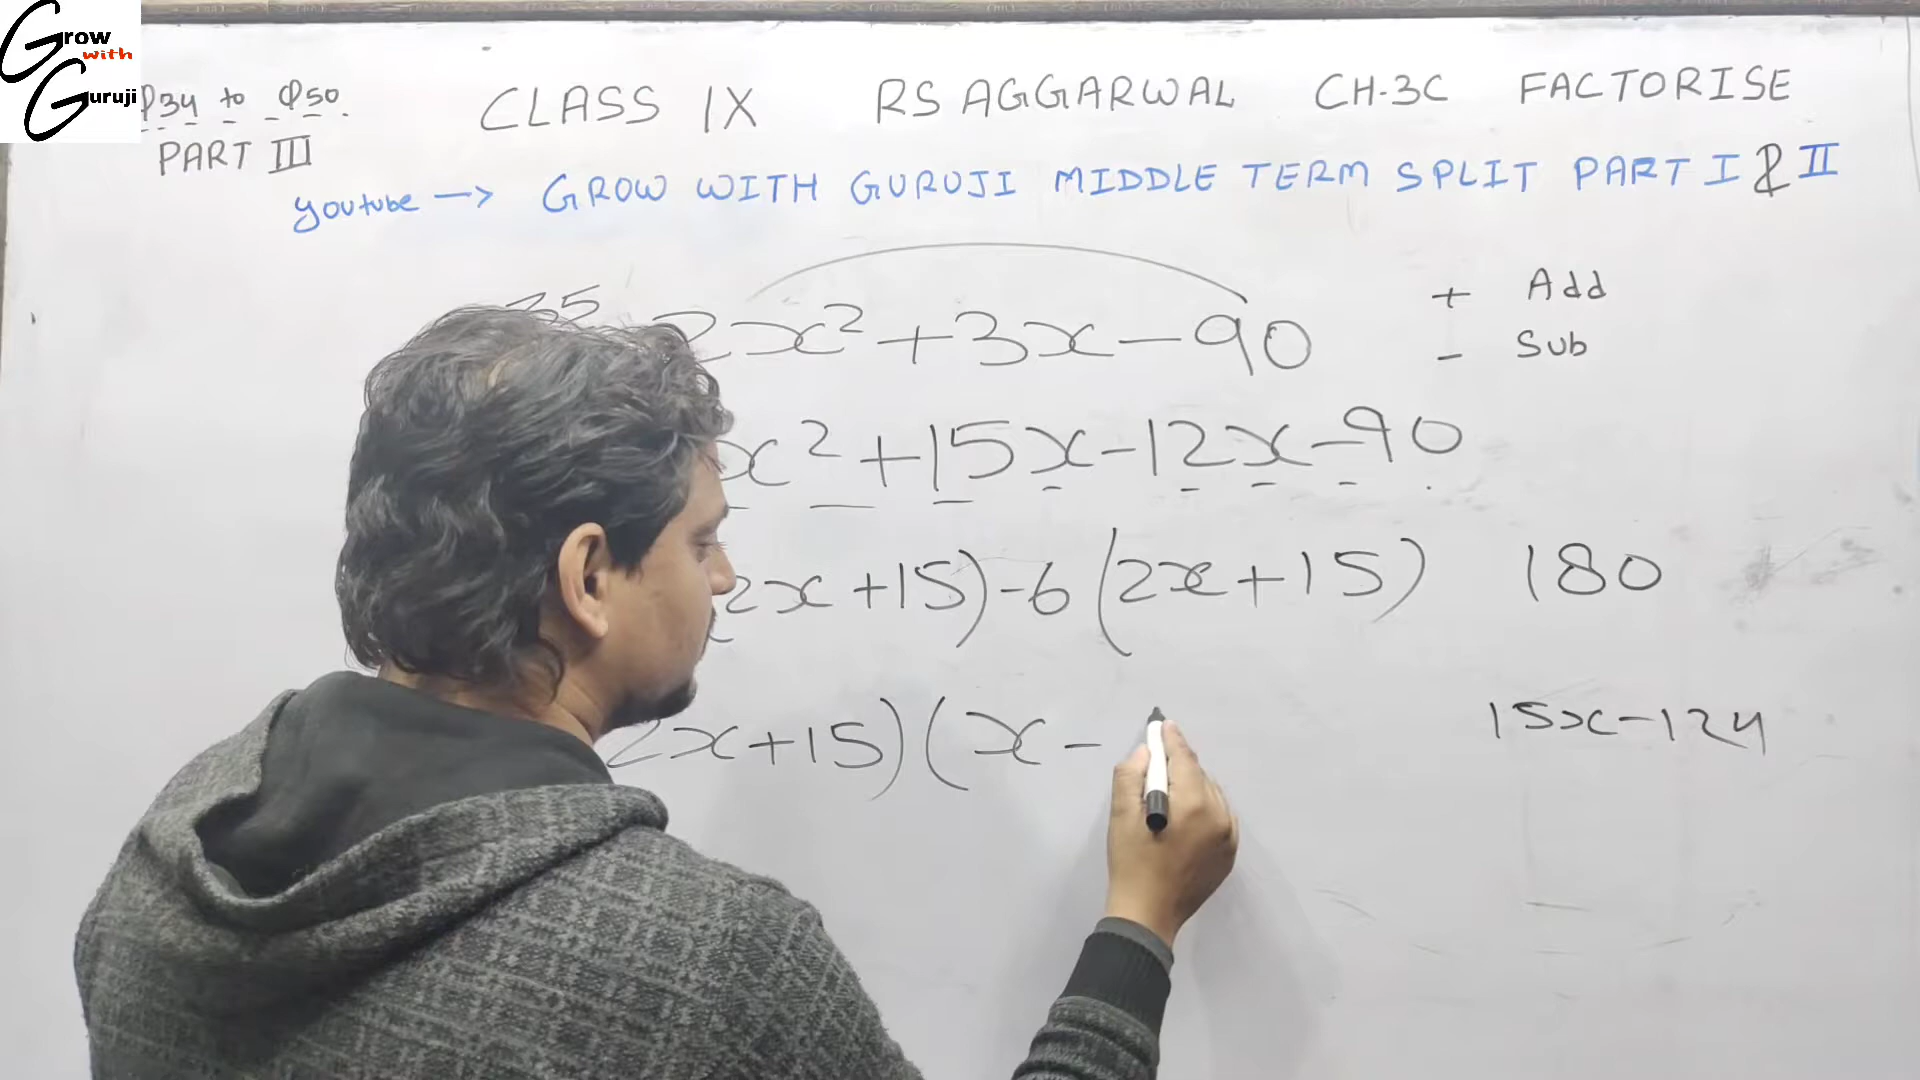 Grow
with
Guruji
Q34 to Q50.
PART III
CLASS IX RS AGGARWAL CH-3C FACTORISE
youtube → GROW WITH GURUJI MIDDLE TERM SPLIT PART I & II
35 2x² + 3x - 90
+ Add
- Sub
x² + 15x - 12x - 90
(2x + 15) - 6 (2x + 15) 180
2x + 15) (x -
15x - 12x